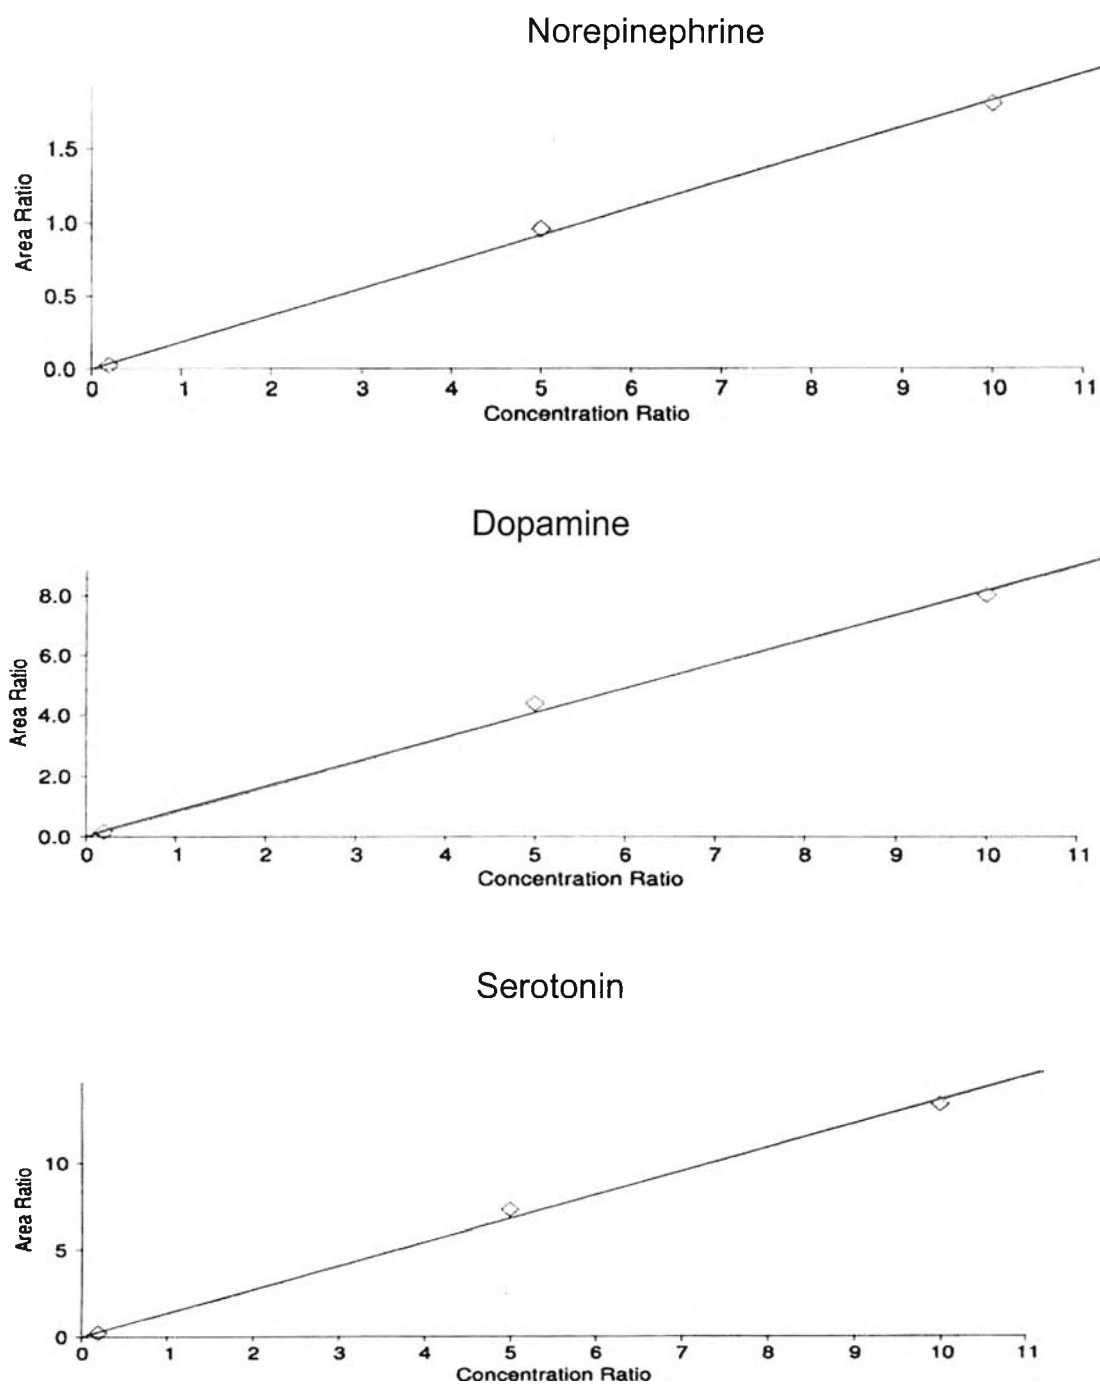 Norepinephrine
Area Ratio
1.5
1.0
0.5
0.0
0 1 2 3 4 5 6 7 8 9 10 11
Concentration Ratio
Dopamine
Area Ratio
8.0
6.0
4.0
2.0
0.0
0 1 2 3 4 5 6 7 8 9 10 11
Concentration Ratio
Serotonin
Area Ratio
10
5
0
0 1 2 3 4 5 6 7 8 9 10 11
Concentration Ratio